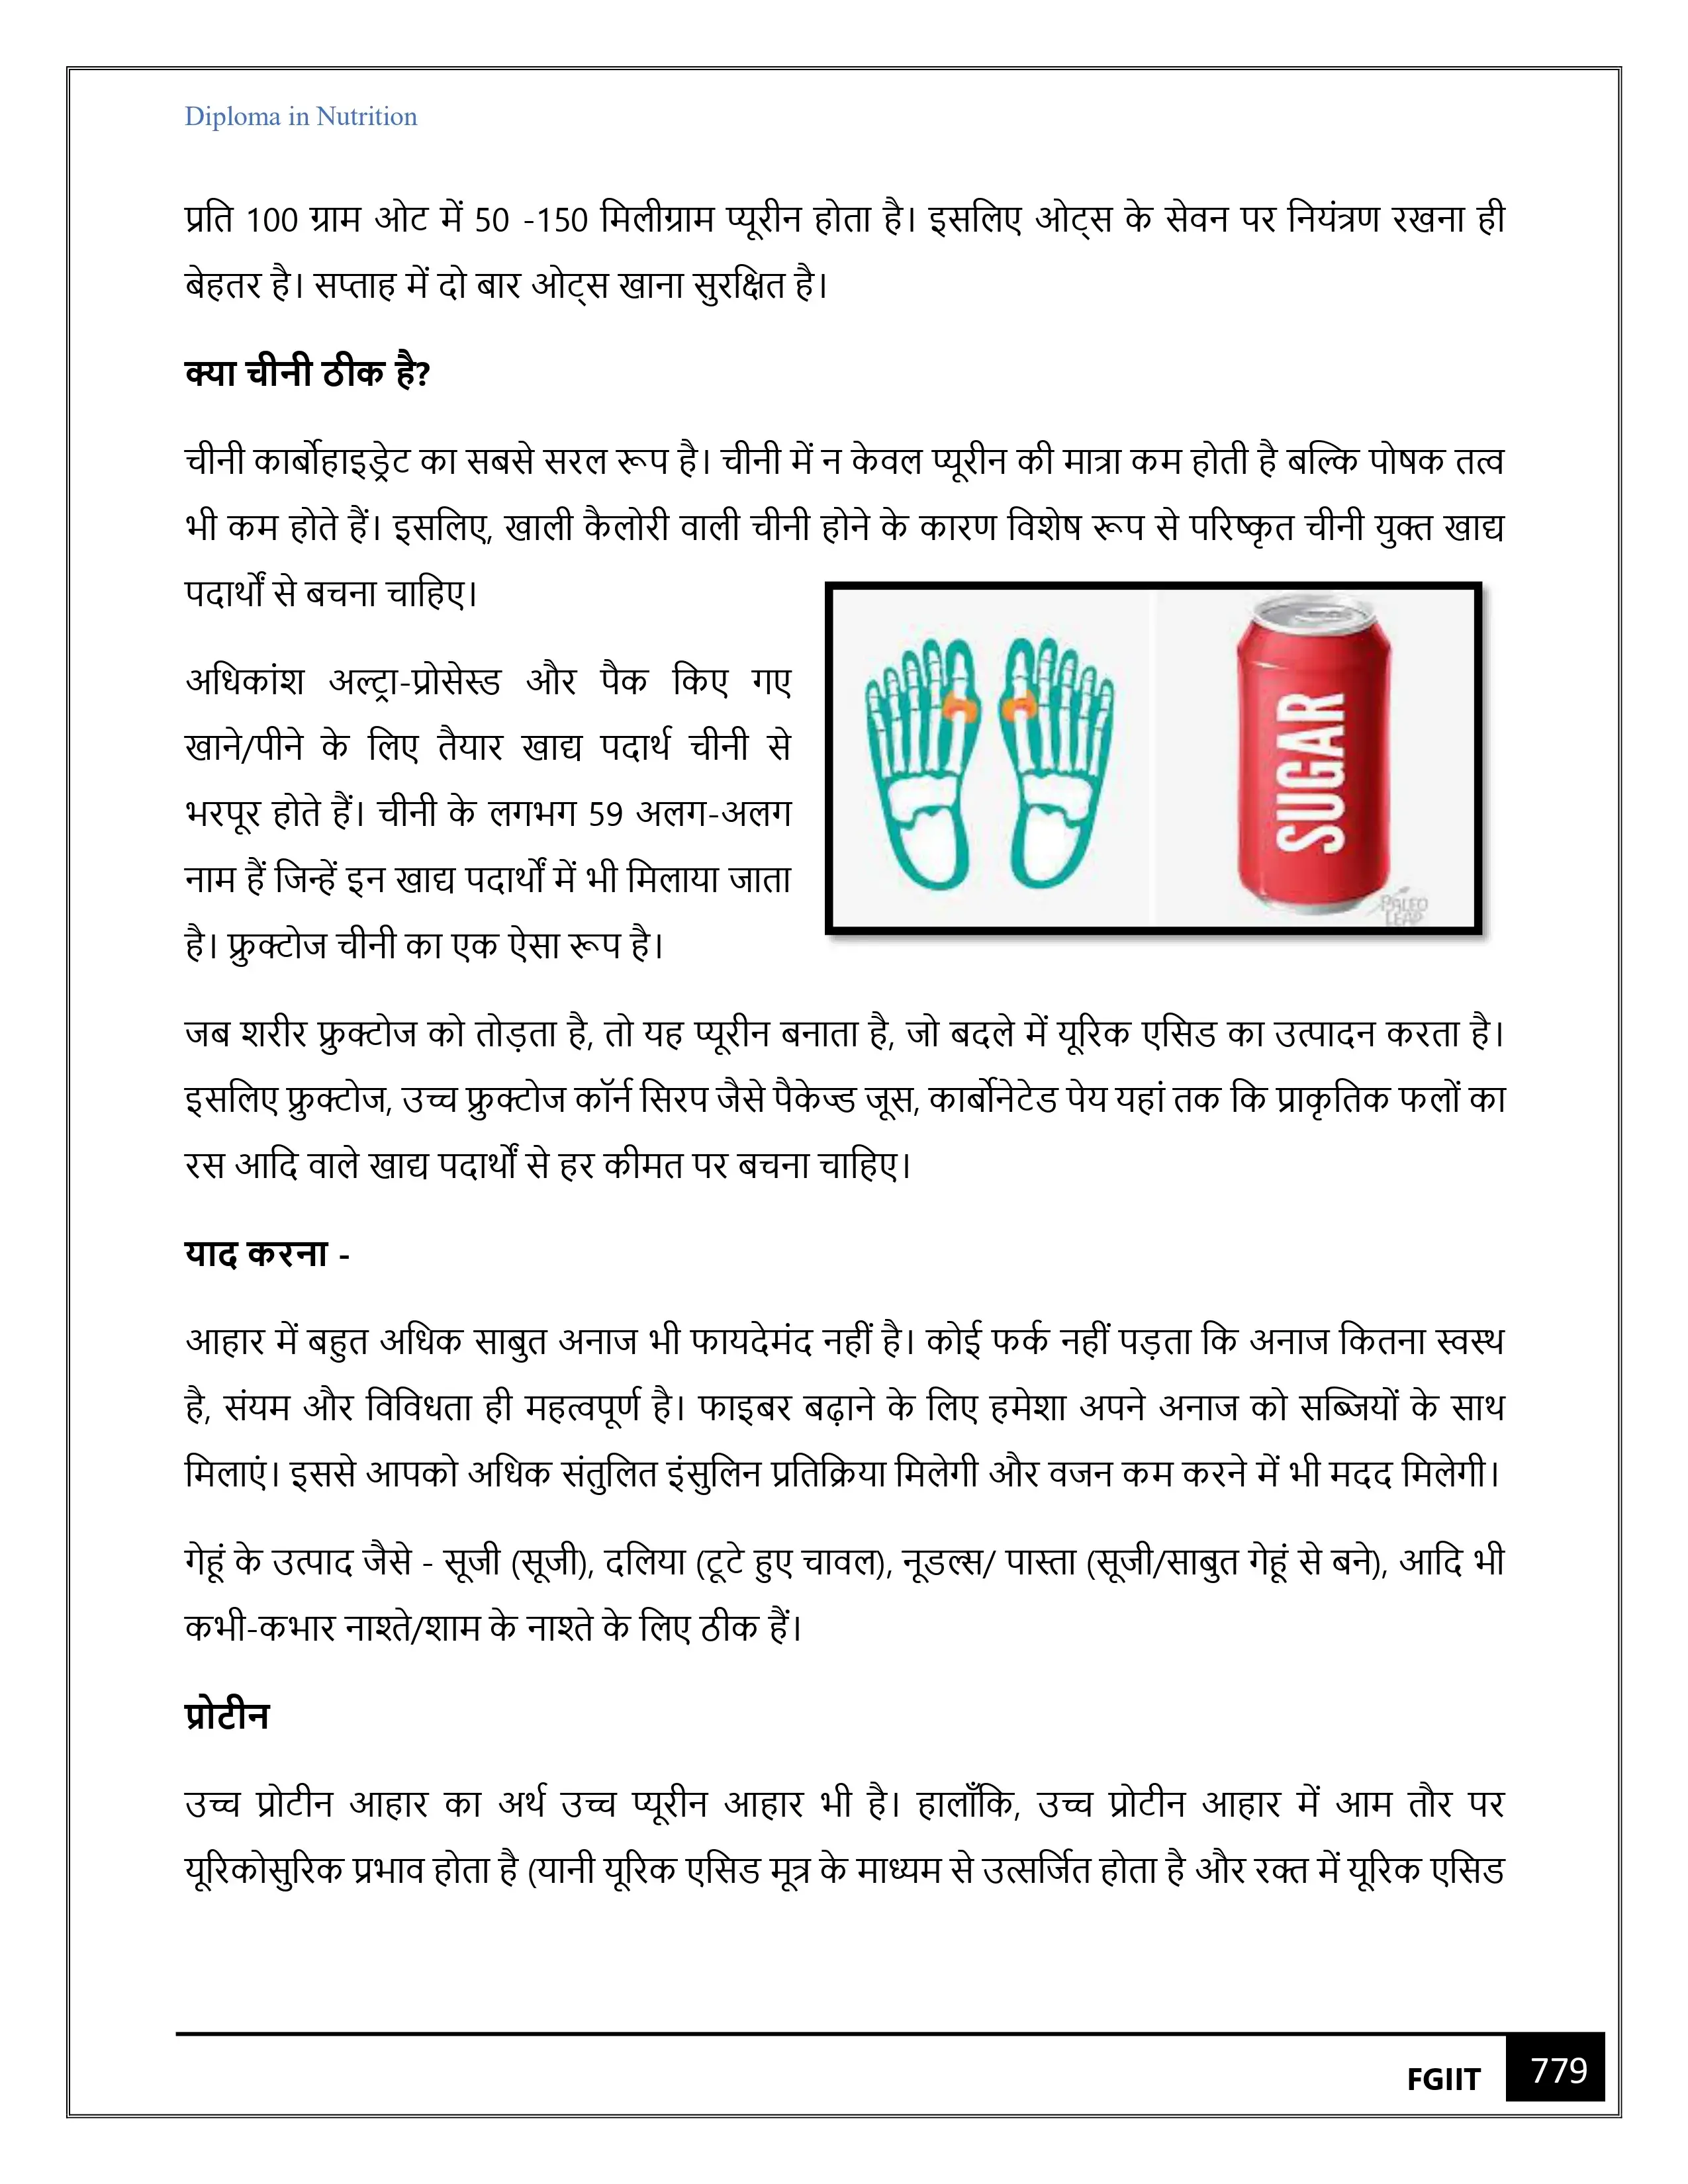 Diploma in Nutrition
प्रति 100 ग्राम ओट में 50 -150 मिलीग्राम प्यूरीन होता है। इसलिए ओट्स के सेवन पर नियंत्रण रखना ही
बेहतर है। सप्ताह में दो बार ओट्स खाना सुरक्षित है।
क्या चीनी ठीक है?
चीनी कार्बोहाइड्रेट का सबसे सरल रूप है। चीनी में न केवल प्यूरीन की मात्रा कम होती है बल्कि पोषक तत्व
भी कम होते हैं। इसलिए, खाली कैलोरी वाली चीनी होने के कारण विशेष रूप से परिष्कृत चीनी युक्त खाद्य
पदार्थों से बचना चाहिए।
अधिकांश अल्ट्रा-प्रोसेस्ड और पैक किए गए
खाने/पीने के लिए तैयार खाद्य पदार्थ चीनी से
भरपूर होते हैं। चीनी के लगभग 59 अलग-अलग
नाम हैं जिन्हें इन खाद्य पदार्थों में भी मिलाया जाता
है। फ्रुक्टोज चीनी का एक ऐसा रूप है।
SUGAR
PALEO
LEAP
जब शरीर फ्रुक्टोज को तोड़ता है, तो यह प्यूरीन बनाता है, जो बदले में यूरिक एसिड का उत्पादन करता है।
इसलिए फ्रुक्टोज, उच्च फ्रुक्टोज कॉर्न सिरप जैसे पैकेज्ड जूस, कार्बोनेटेड पेय यहां तक कि प्राकृतिक फलों का
रस आदि वाले खाद्य पदार्थों से हर कीमत पर बचना चाहिए।
याद करना -
आहार में बहुत अधिक साबुत अनाज भी फायदेमंद नहीं है। कोई फर्क नहीं पड़ता कि अनाज कितना स्वस्थ
है, संयम और विविधता ही महत्वपूर्ण है। फाइबर बढ़ाने के लिए हमेशा अपने अनाज को सब्जियों के साथ
मिलाएं। इससे आपको अधिक संतुलित इंसुलिन प्रतिक्रिया मिलेगी और वजन कम करने में भी मदद मिलेगी।
गेहूं के उत्पाद जैसे - सूजी (सूजी), दलिया (टूटे हुए चावल), नूडल्स/ पास्ता (सूजी/साबुत गेहूं से बने), आदि भी
कभी-कभार नाश्ते/शाम के नाश्ते के लिए ठीक हैं।
प्रोटीन
उच्च प्रोटीन आहार का अर्थ उच्च प्यूरीन आहार भी है। हालाँकि, उच्च प्रोटीन आहार में आम तौर पर
यूरिकोसुरिक प्रभाव होता है (यानी यूरिक एसिड मूत्र के माध्यम से उत्सर्जित होता है और रक्त में यूरिक एसिड
FGIIT 779